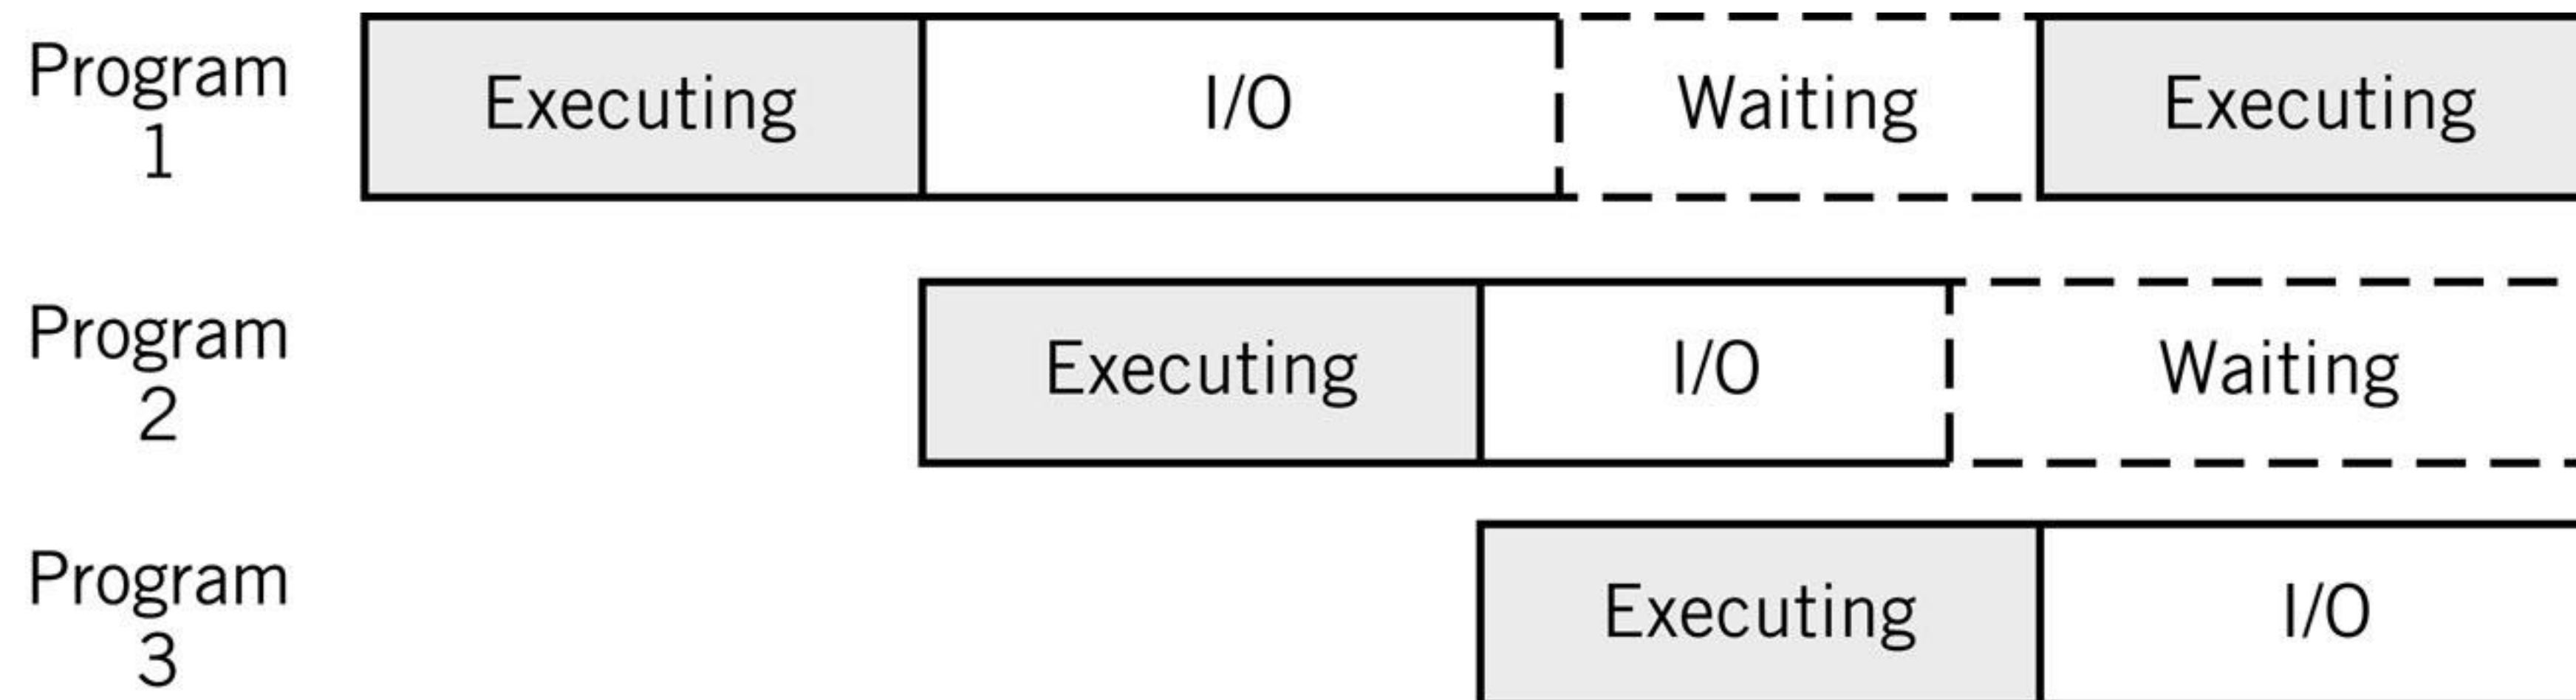 Program
1
Executing I/O Waiting Executing
Program
2
Executing I/O Waiting
Program
3
Executing I/O